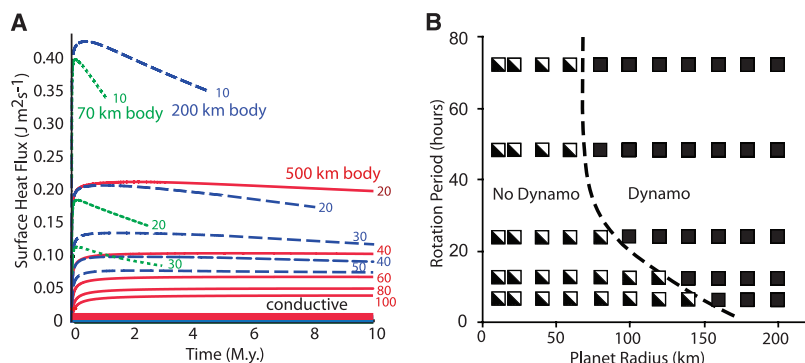 A
Surface Heat Flux (J m2s-1)
0.40
0.35
0.30
0.25
0.20
0.15
0.10
0.05
0
0 2 4 6 8 10
Time (M.y.)
10
70 km body
10
200 km body
500 km body
20
20
20
30
30
40
40
50
60
80
100
conductive
B
Rotation Period (hours)
80
60
40
20
0
0 50 100 150 200
Planet Radius (km)
No Dynamo
Dynamo